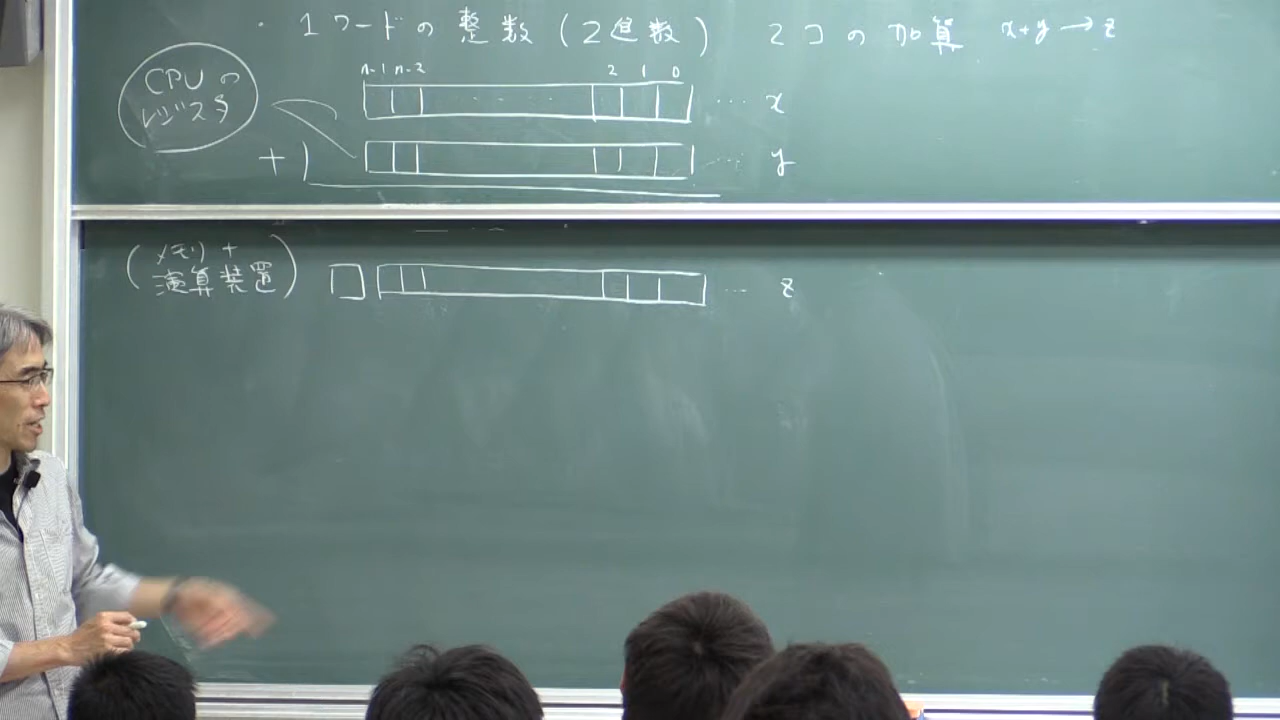 ・1ワードの整数(2進数) 2コの加算 x+y→z
CPUの
レジスタ
n-1 n-2 2 1 0
... x
+) ... y
(メモリ+
演算装置)
... z